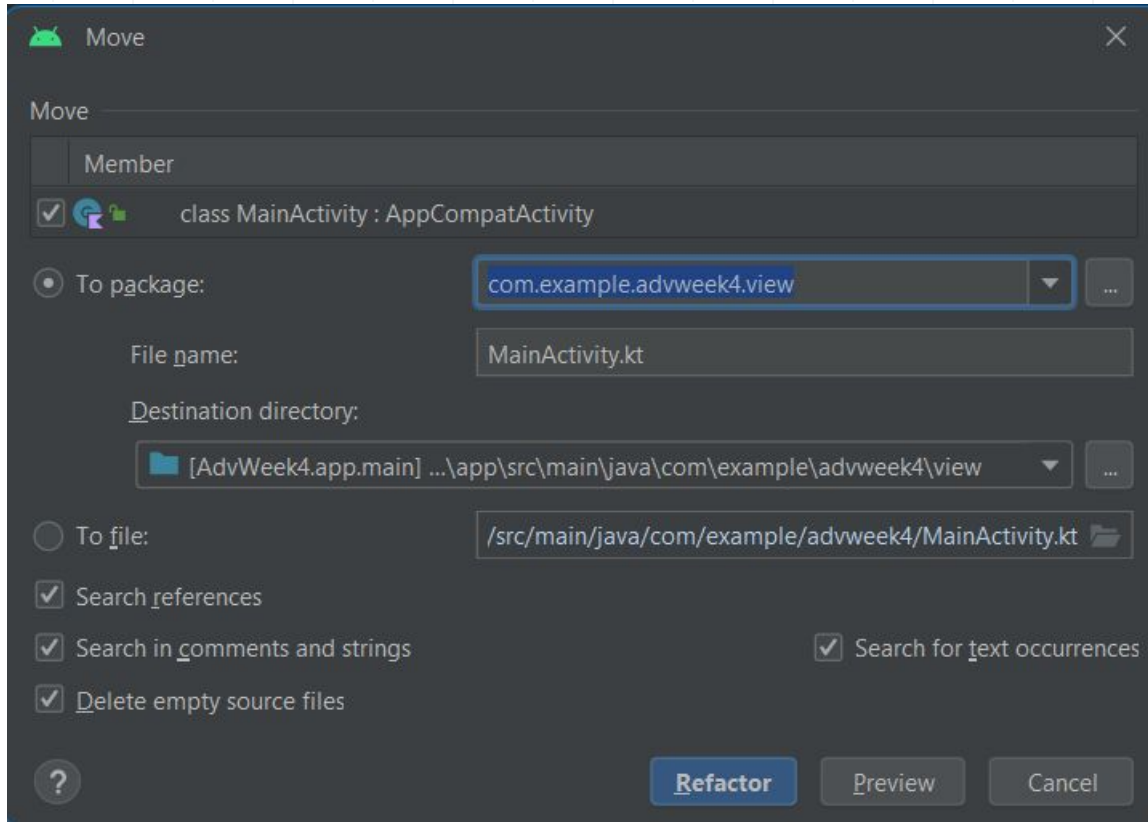 Move
Move
Member
class MainActivity : AppCompatActivity
To package:
com.example.advweek4.view
...
File name:
MainActivity.kt
Destination directory:
[AdvWeek4.app.main] ...\app\src\main\java\com\example\advweek4\view
...
To file:
/src/main/java/com/example/advweek4/MainActivity.kt
Search references
Search in comments and strings
Search for text occurrences
Delete empty source files
?
Refactor
Preview
Cancel